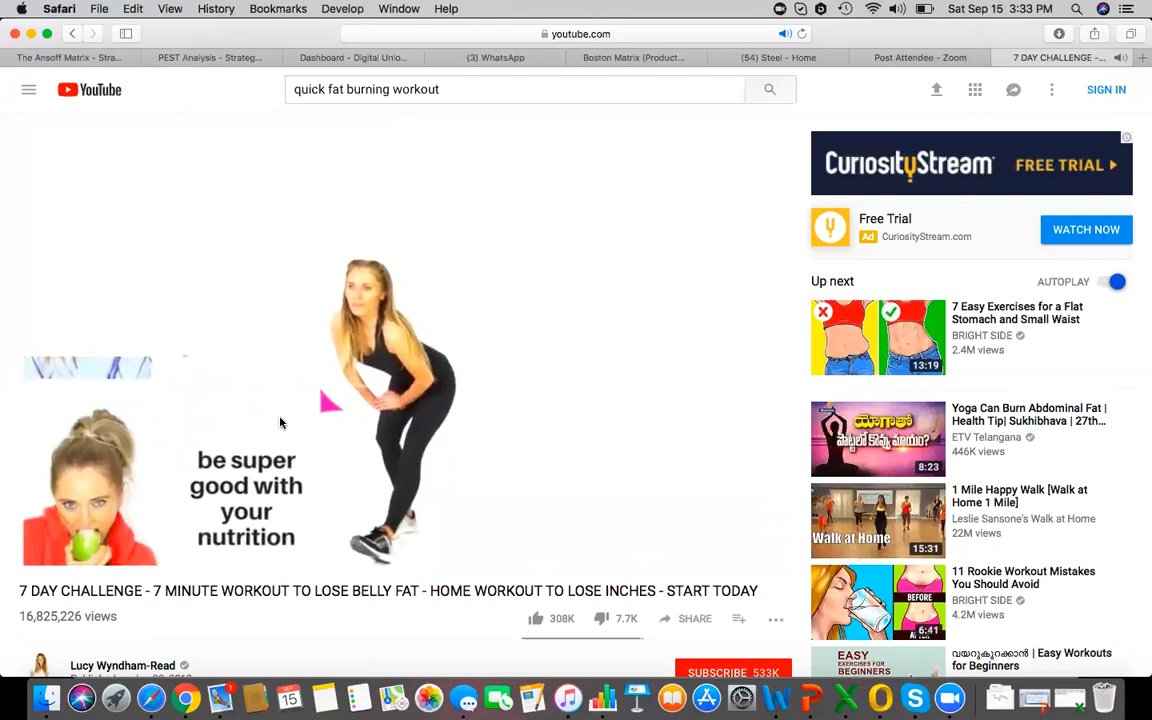 Safari File Edit View History Bookmarks Develop Window Help Sat Sep 15 3:33 PM
youtube.com
The Ansoff Matrix - Stra... PEST Analysis - Strateg... Dashboard - Digital Unio... (3) WhatsApp Boston Matrix (Product... (54) Steel - Home Post Attendee - Zoom 7 DAY CHALLENGE -...
YouTube quick fat burning workout SIGN IN
CURIOSITYSTREAM FREE TRIAL
Free Trial
Ad CuriosityStream.com
WATCH NOW
Up next AUTOPLAY
7 Easy Exercises for a Flat
Stomach and Small Waist
BRIGHT SIDE
2.4M views
13:19
Yoga Can Burn Abdominal Fat |
Health Tip| Sukhibhava | 27th...
ETV Telangana
446K views
యోగాతో
పొట్టలో కొవ్వు మాయం?
8:23
1 Mile Happy Walk [Walk at
Home 1 Mile]
Leslie Sansone's Walk at Home
22M views
Walk at Home
15:31
11 Rookie Workout Mistakes
You Should Avoid
BRIGHT SIDE
4.2M views
BEFORE
6:41
വയറുകുറക്കാൻ | Easy Workouts
for Beginners
EASY
EXERCISES FOR
be super
good with
your
nutrition
7 DAY CHALLENGE - 7 MINUTE WORKOUT TO LOSE BELLY FAT - HOME WORKOUT TO LOSE INCHES - START TODAY
16,825,226 views 308K 7.7K SHARE
Lucy Wyndham-Read
SUBSCRIBE 533K
SEP
15